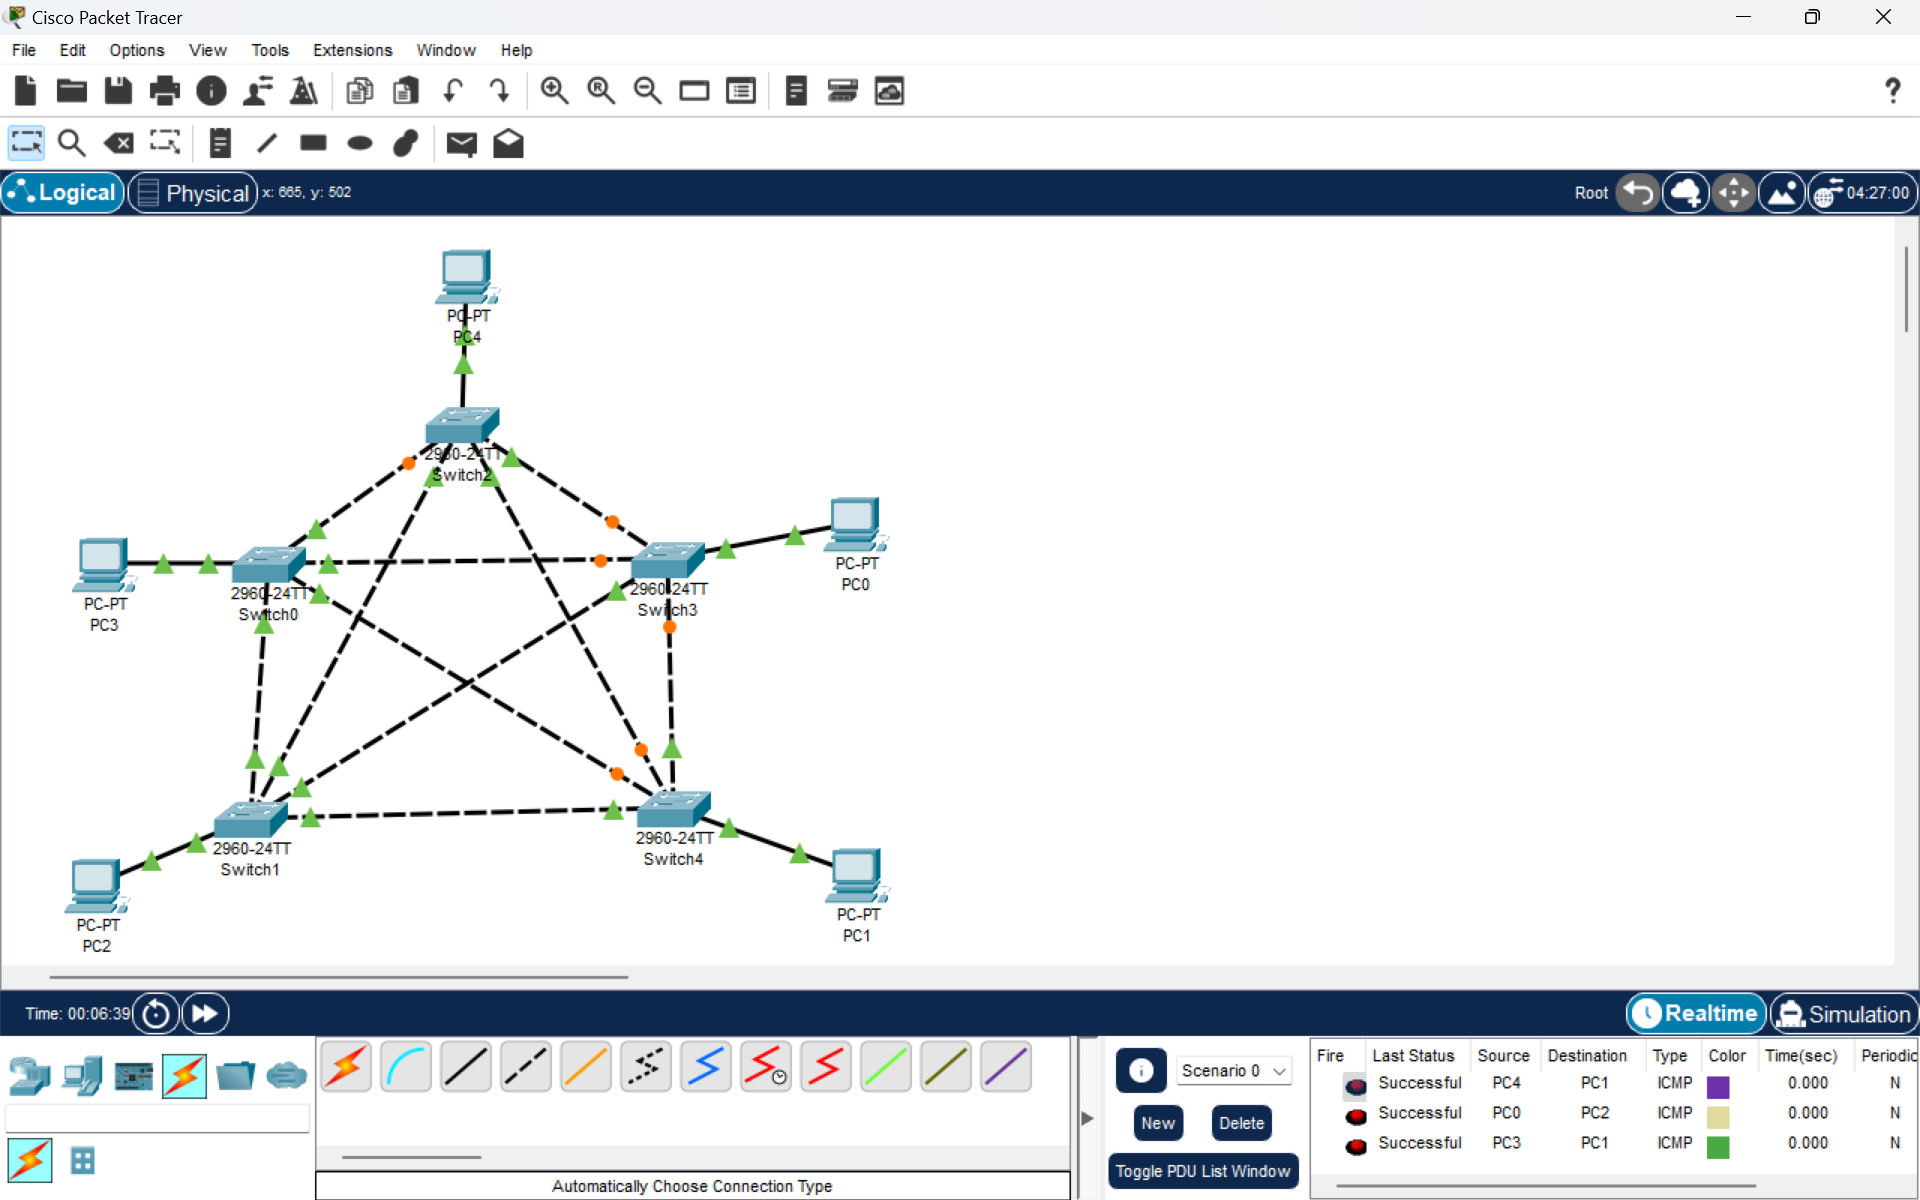 Cisco Packet Tracer
File Edit Options View Tools Extensions Window Help
Logical Physical x: 665, y: 502 Root 04:27:00
PC-PT
PC4
2960-24TT
Switch2
PC-PT
PC0
2960-24TT
Switch3
2960-24TT
Switch0
PC-PT
PC3
2960-24TT
Switch4
2960-24TT
Switch1
PC-PT
PC1
PC-PT
PC2
Time: 00:06:39 Realtime Simulation
Scenario 0
New Delete
Toggle PDU List Window
Fire Last Status Source Destination Type Color Time(sec) Periodic
Successful PC4 PC1 ICMP 0.000 N
Successful PC0 PC2 ICMP 0.000 N
Successful PC3 PC1 ICMP 0.000 N
Automatically Choose Connection Type